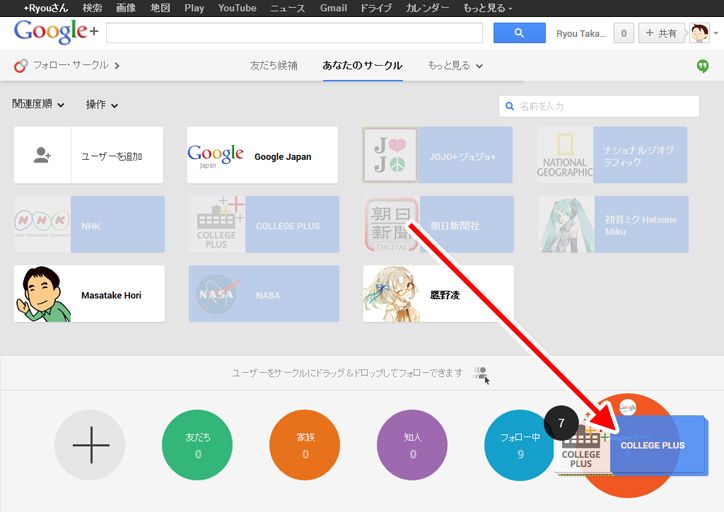 +Ryouさん 検索 画像 地図 Play YouTube ニュース Gmail ドライブ カレンダー もっと見る
Google+
Ryou Taka... 0 + 共有
フォロー・サークル 友だち候補 あなたのサークル もっと見る
関連度順 操作 名前を入力
ユーザーを追加
Google Japan
Google Japan
J♥J☮
JOJO+ジョジョ+
NATIONAL GEOGRAPHIC
ナショナルジオグ
ラフィック
NHK
NHK
COLLEGE PLUS
COLLEGE PLUS
朝日新聞 DIGITAL
朝日新聞社
初音ミク Hatsune
Miku
Masatake Hori
NASA
NASA
鷹野凌
ユーザーをサークルにドラッグ＆ドロップしてフォローできます
友だち
0
家族
0
知人
0
フォロー中
9
7
Google
COLLEGE PLUS
COLLEGE PLUS